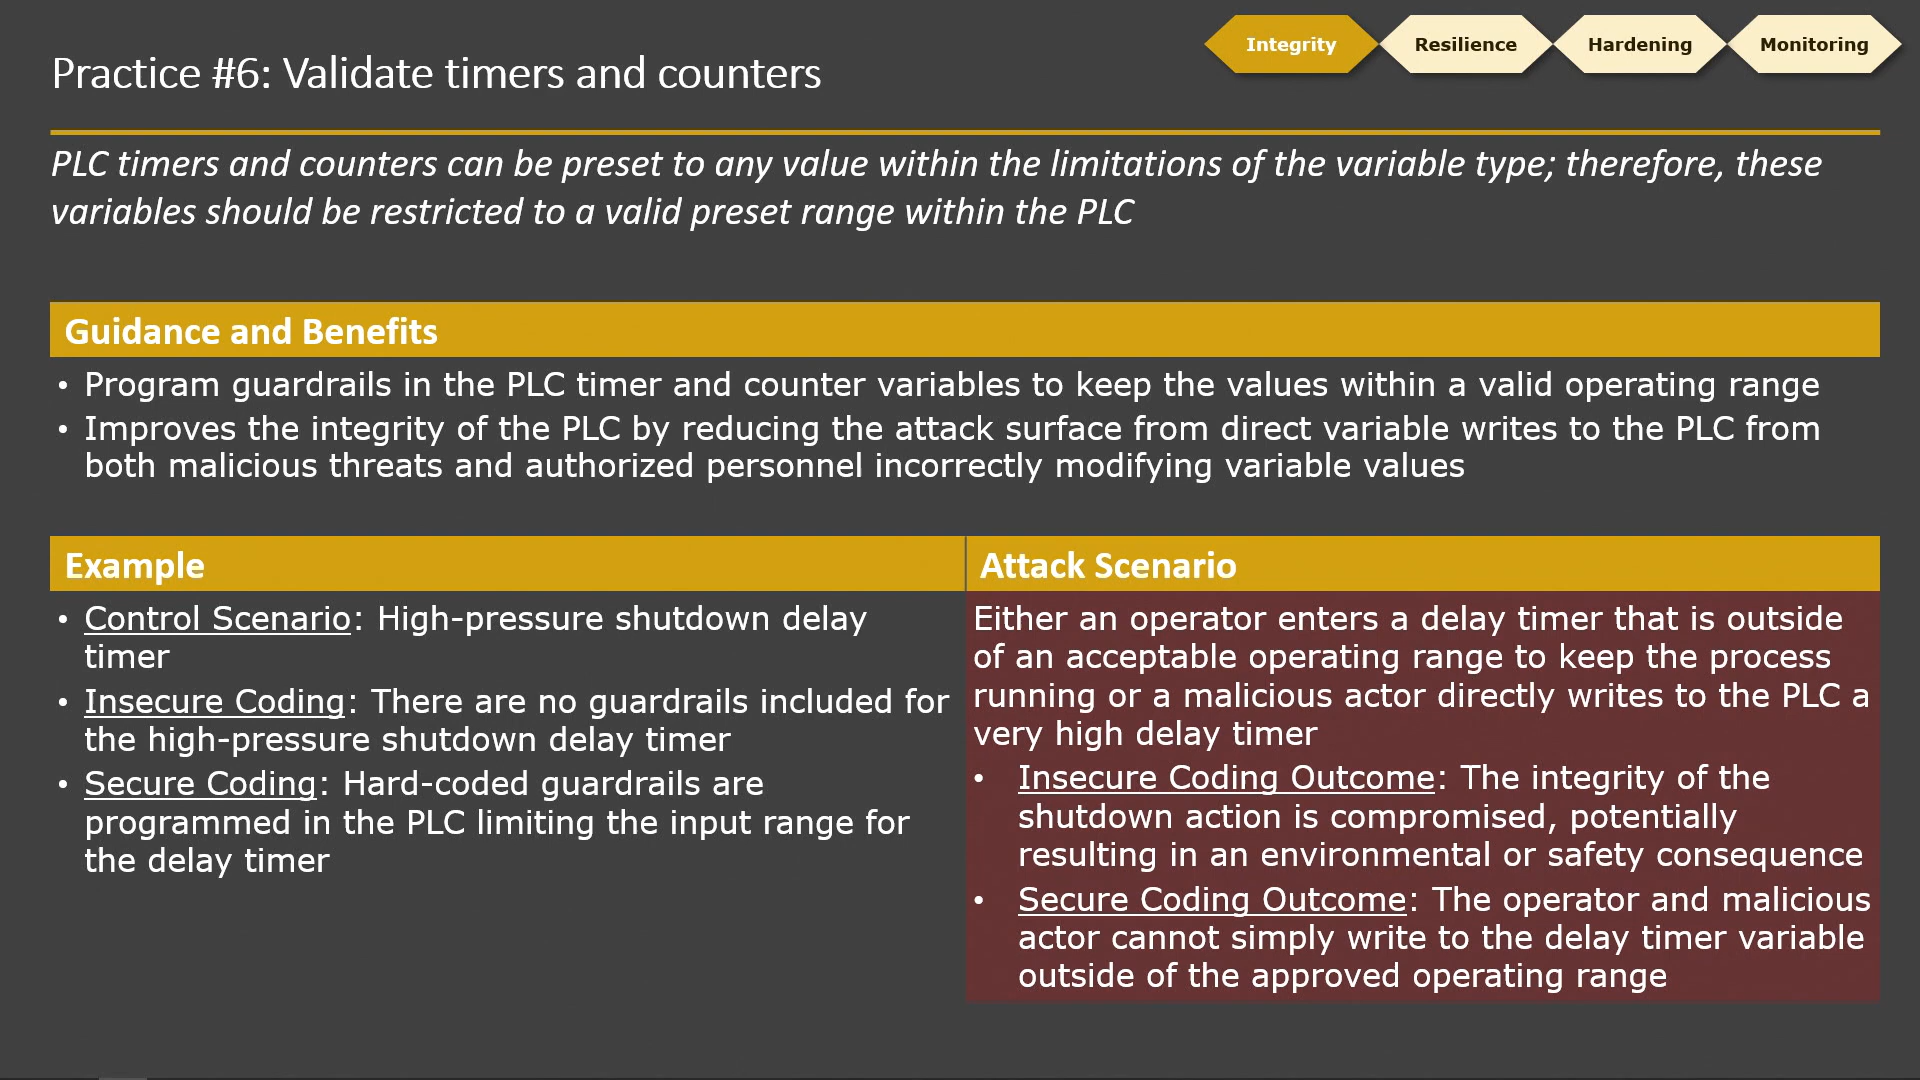 Integrity
Resilience
Hardening
Monitoring
Practice #6: Validate timers and counters
PLC timers and counters can be preset to any value within the limitations of the variable type; therefore, these
variables should be restricted to a valid preset range within the PLC
Guidance and Benefits
• Program guardrails in the PLC timer and counter variables to keep the values within a valid operating range
• Improves the integrity of the PLC by reducing the attack surface from direct variable writes to the PLC from
both malicious threats and authorized personnel incorrectly modifying variable values
Example
• Control Scenario: High-pressure shutdown delay
timer
• Insecure Coding: There are no guardrails included for
the high-pressure shutdown delay timer
• Secure Coding: Hard-coded guardrails are
programmed in the PLC limiting the input range for
the delay timer
Attack Scenario
Either an operator enters a delay timer that is outside
of an acceptable operating range to keep the process
running or a malicious actor directly writes to the PLC a
very high delay timer
• Insecure Coding Outcome: The integrity of the
shutdown action is compromised, potentially
resulting in an environmental or safety consequence
• Secure Coding Outcome: The operator and malicious
actor cannot simply write to the delay timer variable
outside of the approved operating range